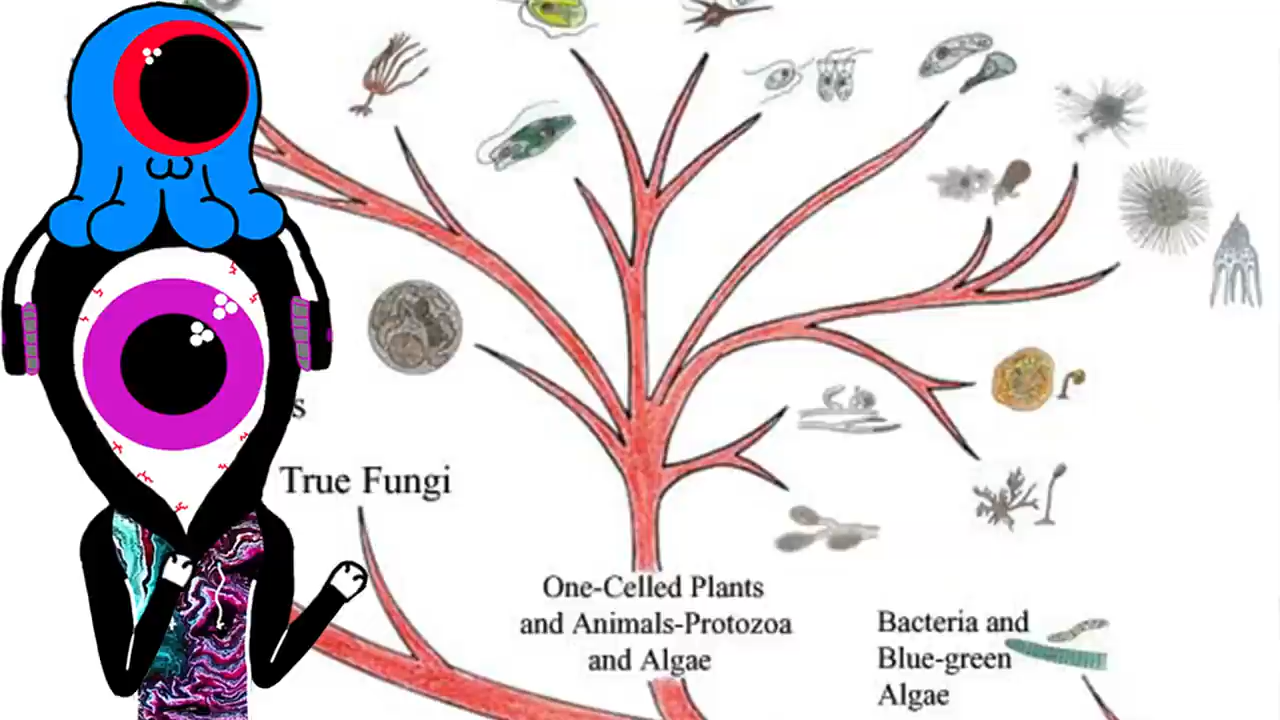 s
True Fungi
One-Celled Plants
and Animals-Protozoa
and Algae
Bacteria and
Blue-green
Algae